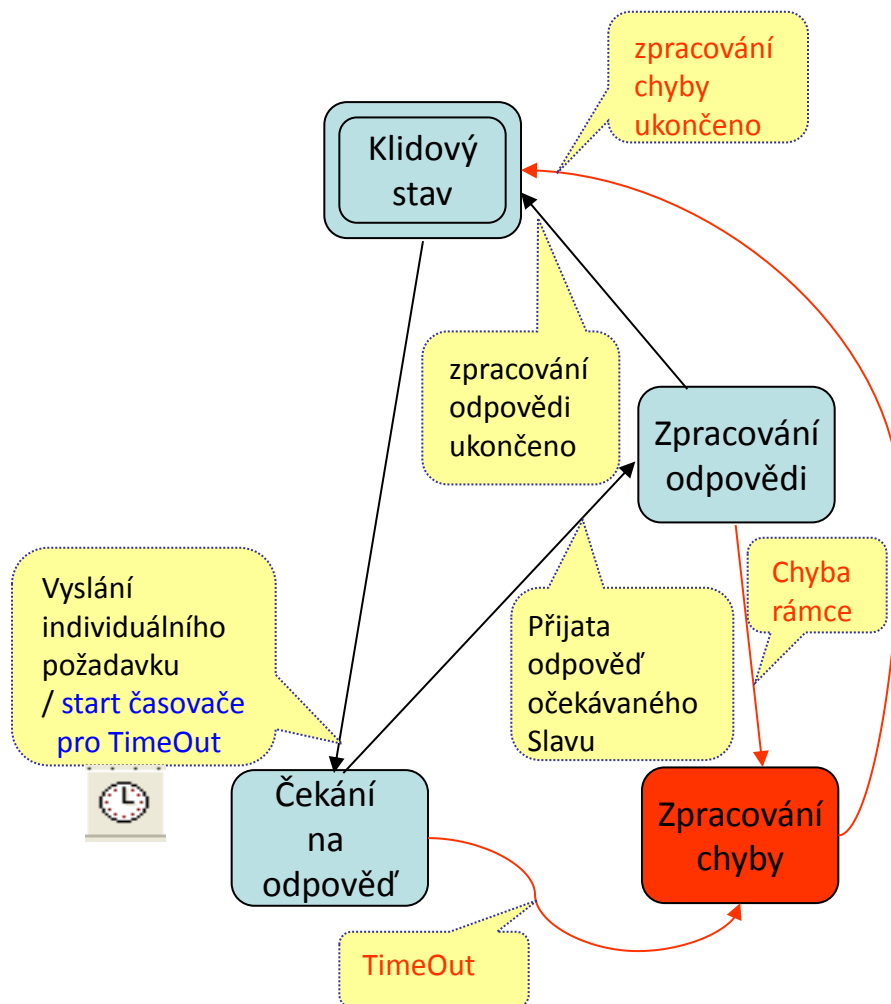 zpracování
chyby
ukončeno
Klidový
stav
zpracování
odpovědi
ukončeno
Zpracování
odpovědi
Vyslání
individuálního
požadavku
/ start časovače
pro TimeOut
Přijata
odpověď
očekávaného
Slavu
Chyba
rámce
Čekání
na
odpověď
Zpracování
chyby
TimeOut